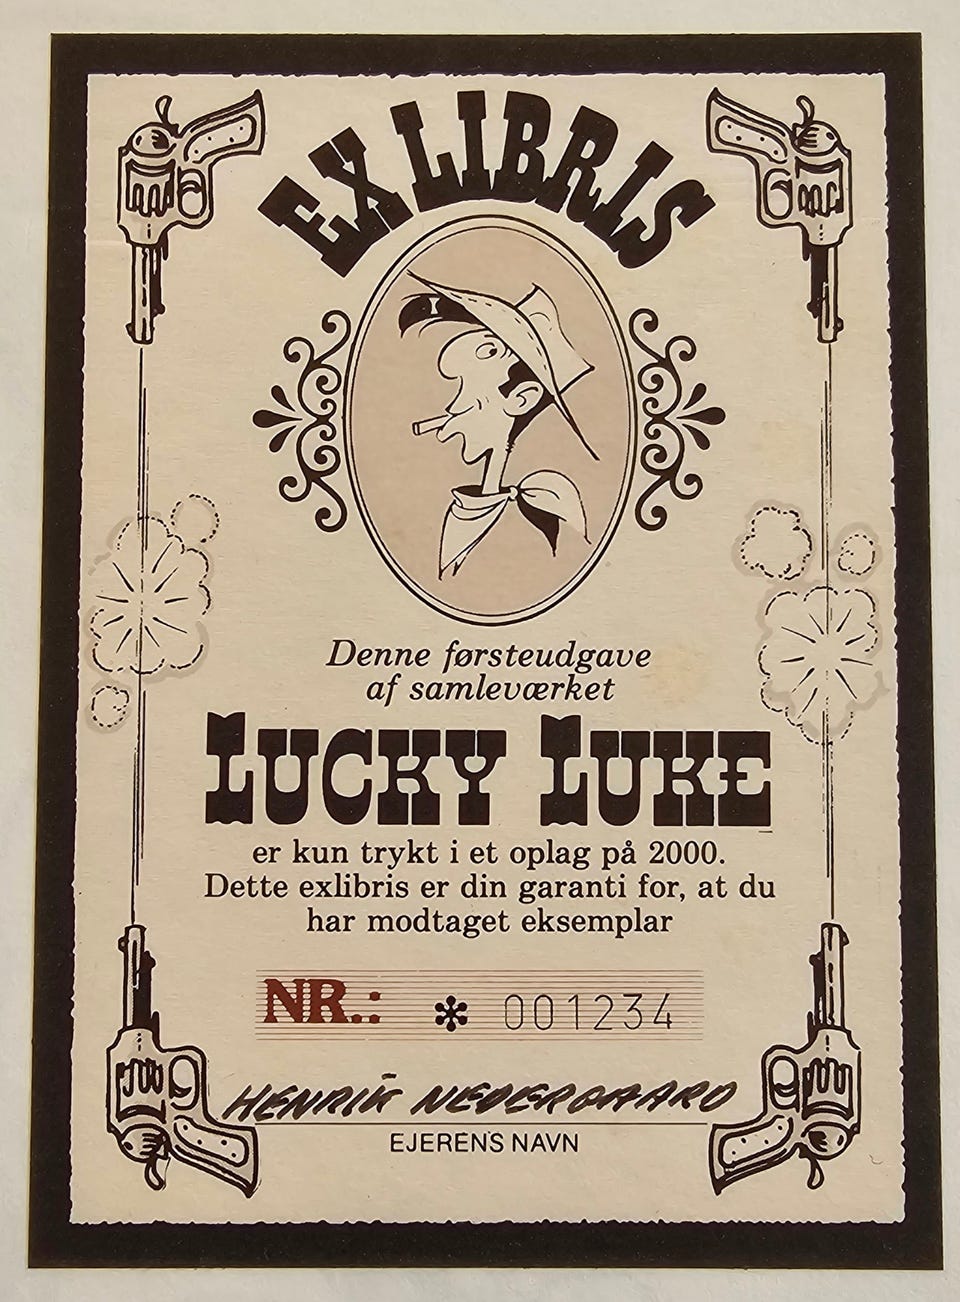 EX LIBRIS
Denne førsteudgave
af samleværket
LUCKY LUKE
er kun trykt i et oplag på 2000.
Dette exlibris er din garanti for, at du
har modtaget eksemplar
NR.: * 001234
HENRIK NEDERGAARD
EJERENS NAVN